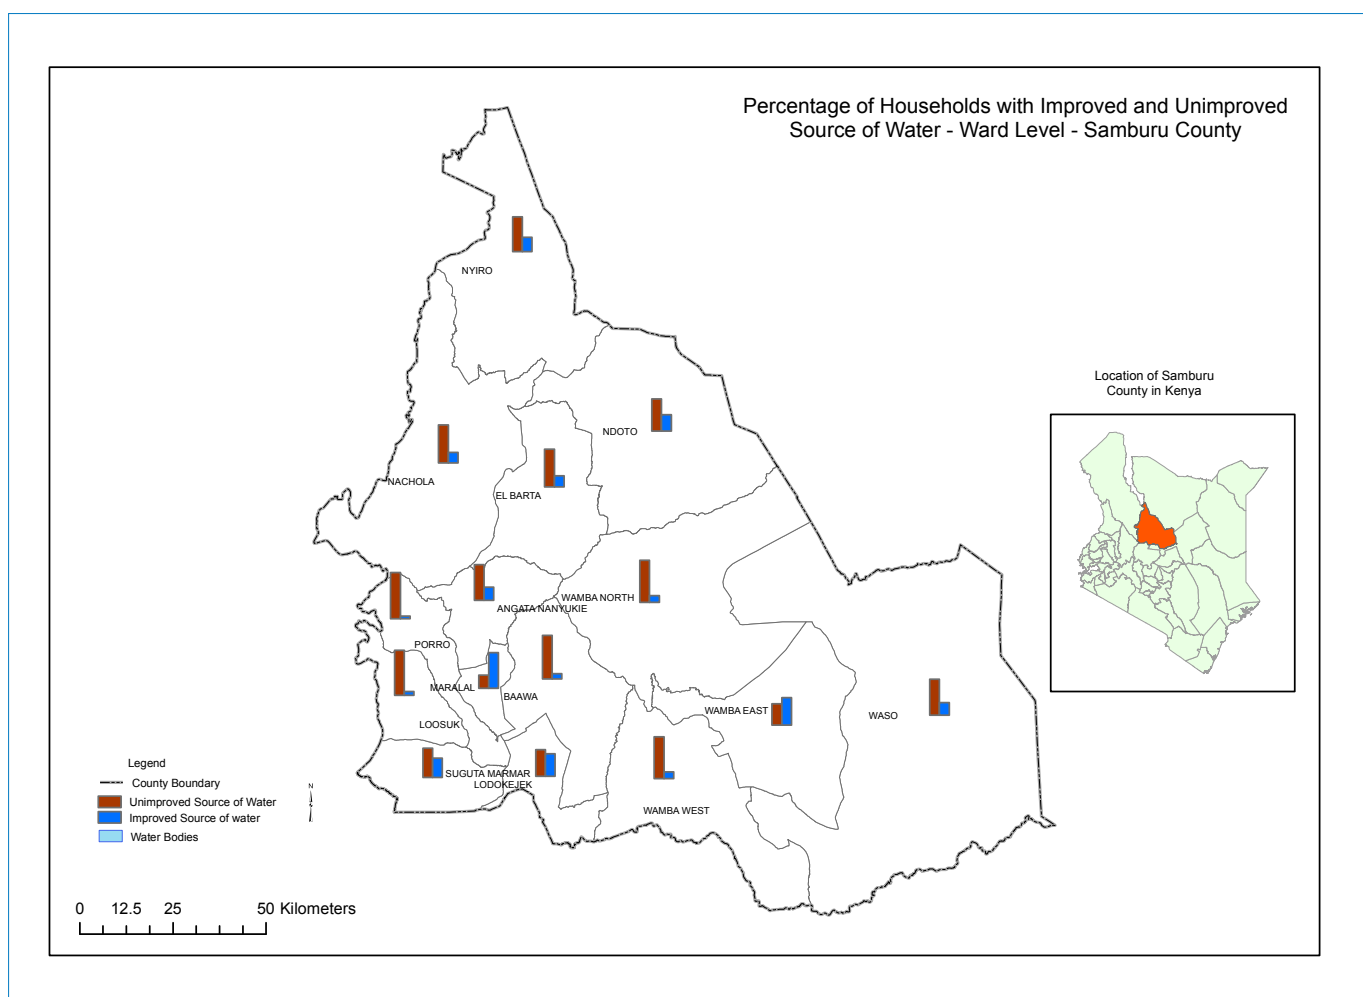 Percentage of Households with Improved and Unimproved
Source of Water - Ward Level - Samburu County
NYIRO
Location of Samburu
County in Kenya
NDOTO
NACHOLA
EL BARTA
WAMBA NORTH
ANGATA NANYUKIE
PORRO
MARALAL
BAAWA
WAMBA EAST
WASO
LOOSUK
SUGUTA MARMAR
LODOKEJEK
WAMBA WEST
Legend
County Boundary
Unimproved Source of Water
Improved Source of water
Water Bodies
N
0 12.5 25 50 Kilometers